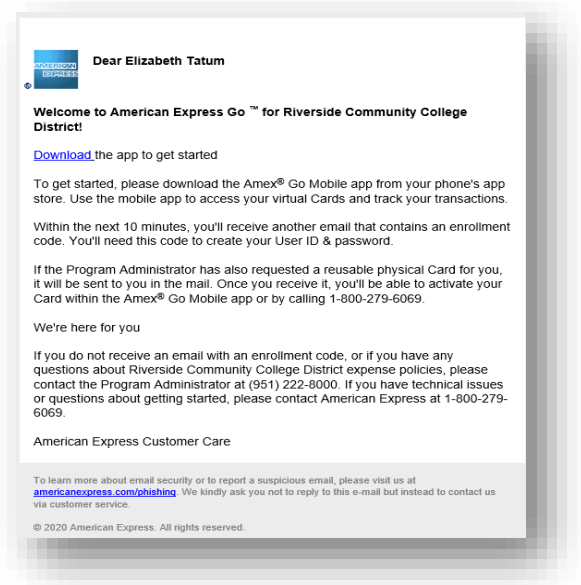 Dear Elizabeth Tatum
AMERICAN
EXPRESS
®
Welcome to American Express Go ™ for Riverside Community College
District!
Download the app to get started
To get started, please download the Amex® Go Mobile app from your phone's app
store. Use the mobile app to access your virtual Cards and track your transactions.
Within the next 10 minutes, you'll receive another email that contains an enrollment
code. You'll need this code to create your User ID & password.
If the Program Administrator has also requested a reusable physical Card for you,
it will be sent to you in the mail. Once you receive it, you'll be able to activate your
Card within the Amex® Go Mobile app or by calling 1-800-279-6069.
We're here for you
If you do not receive an email with an enrollment code, or if you have any
questions about Riverside Community College District expense policies, please
contact the Program Administrator at (951) 222-8000. If you have technical issues
or questions about getting started, please contact American Express at 1-800-279-
6069.
American Express Customer Care
To learn more about email security or to report a suspicious email, please visit us at
americanexpress.com/phishing. We kindly ask you not to reply to this e-mail but instead to contact us
via customer service.
© 2020 American Express. All rights reserved.